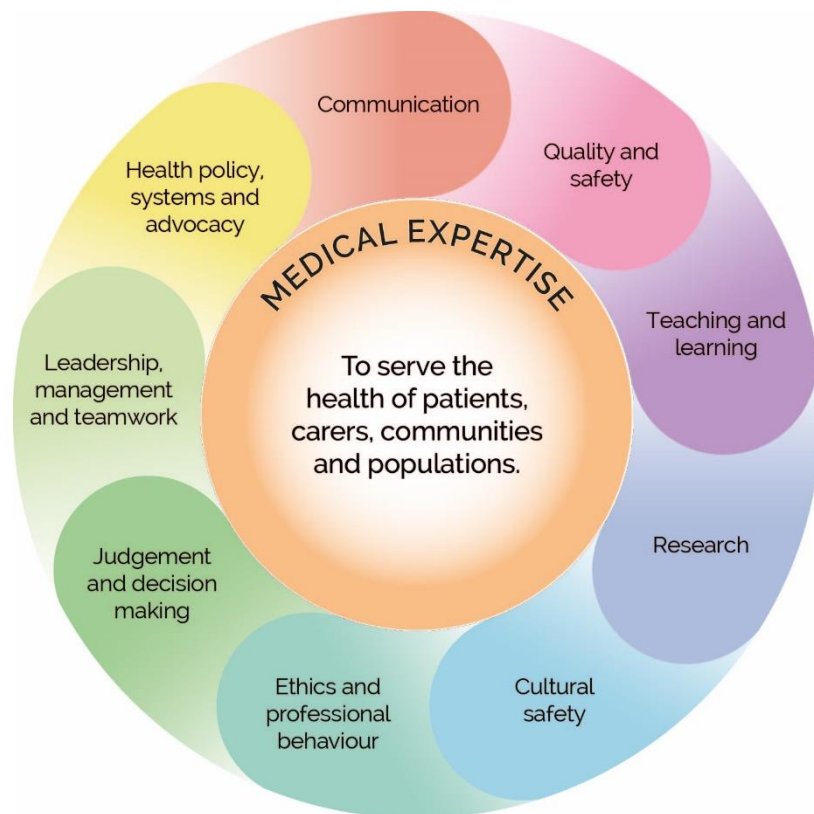 Communication
Quality and
safety
Teaching and
learning
Research
Cultural
safety
Ethics and
professional
behaviour
Judgement
and decision
making
Leadership,
management
and teamwork
Health policy,
systems and
advocacy
MEDICAL EXPERTISE
To serve the
health of patients,
carers, communities
and populations.